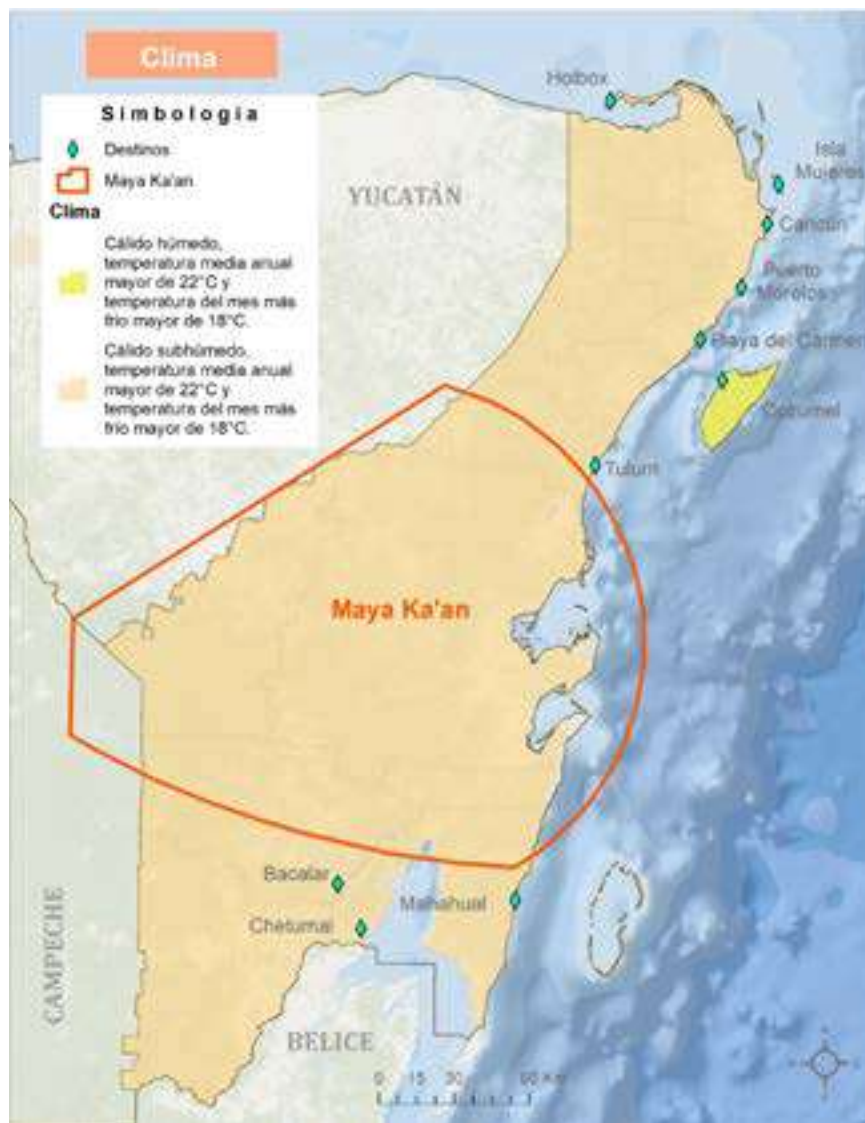 Clima
Simbología
Destinos
Maya Ka'an
Clima
Cálido húmedo,
temperatura media anual
mayor de 22°C y
temperatura del mes más
frío mayor de 18°C.
Cálido subhúmedo,
temperatura media anual
mayor de 22°C y
temperatura del mes más
frío mayor de 18°C.
Holbox
YUCATÁN
Isla
Mujeres
Cancún
Puerto
Morelos
Playa del Carmen
Cozumel
Tulum
Maya Ka'an
Bacalar
Mahahual
Chetumal
CAMPECHE
BELICE
0 15 30 60 Km